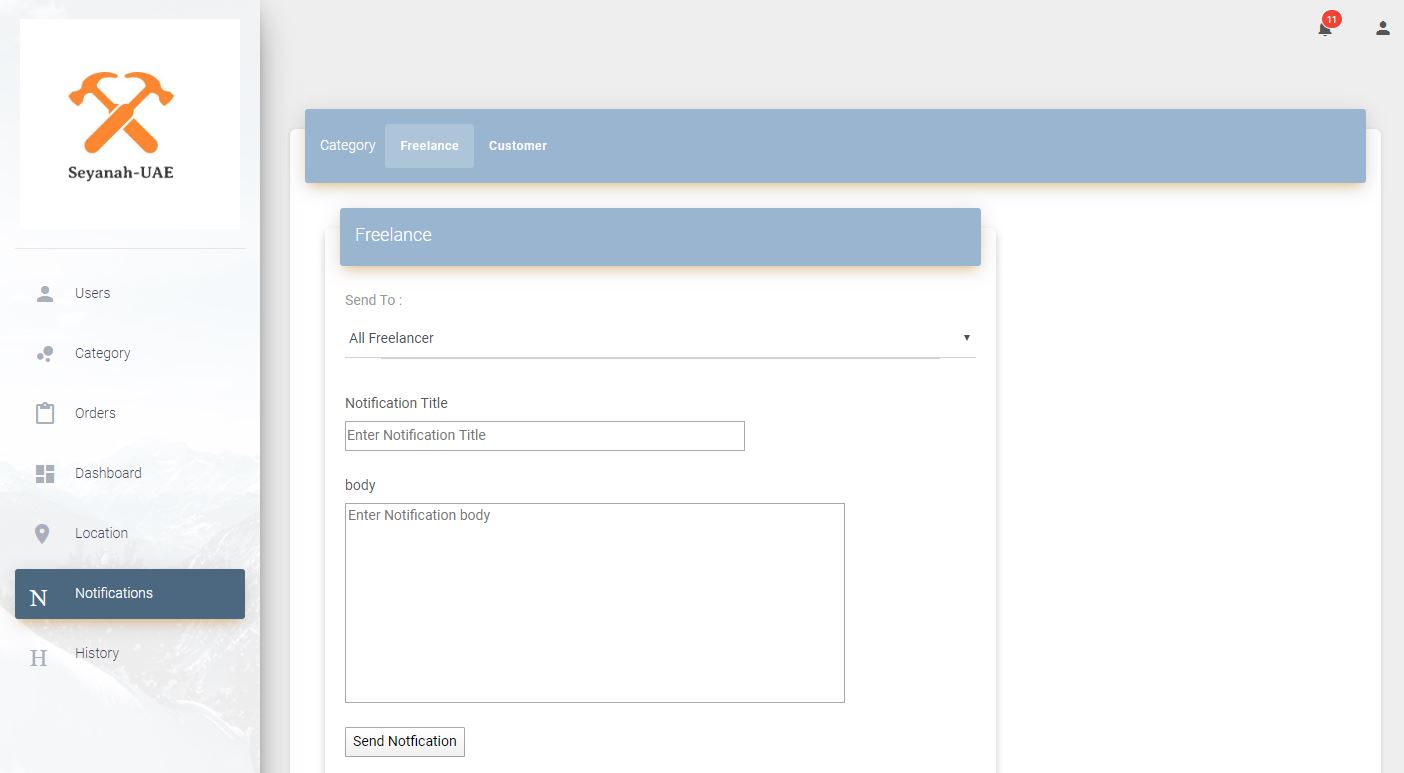 Seyanah-UAE
Users
Category
Orders
Dashboard
Location
N Notifications
H History
11
Category Freelance Customer
Freelance
Send To :
All Freelancer
Notification Title
Enter Notification Title
body
Enter Notification body
Send Notfication